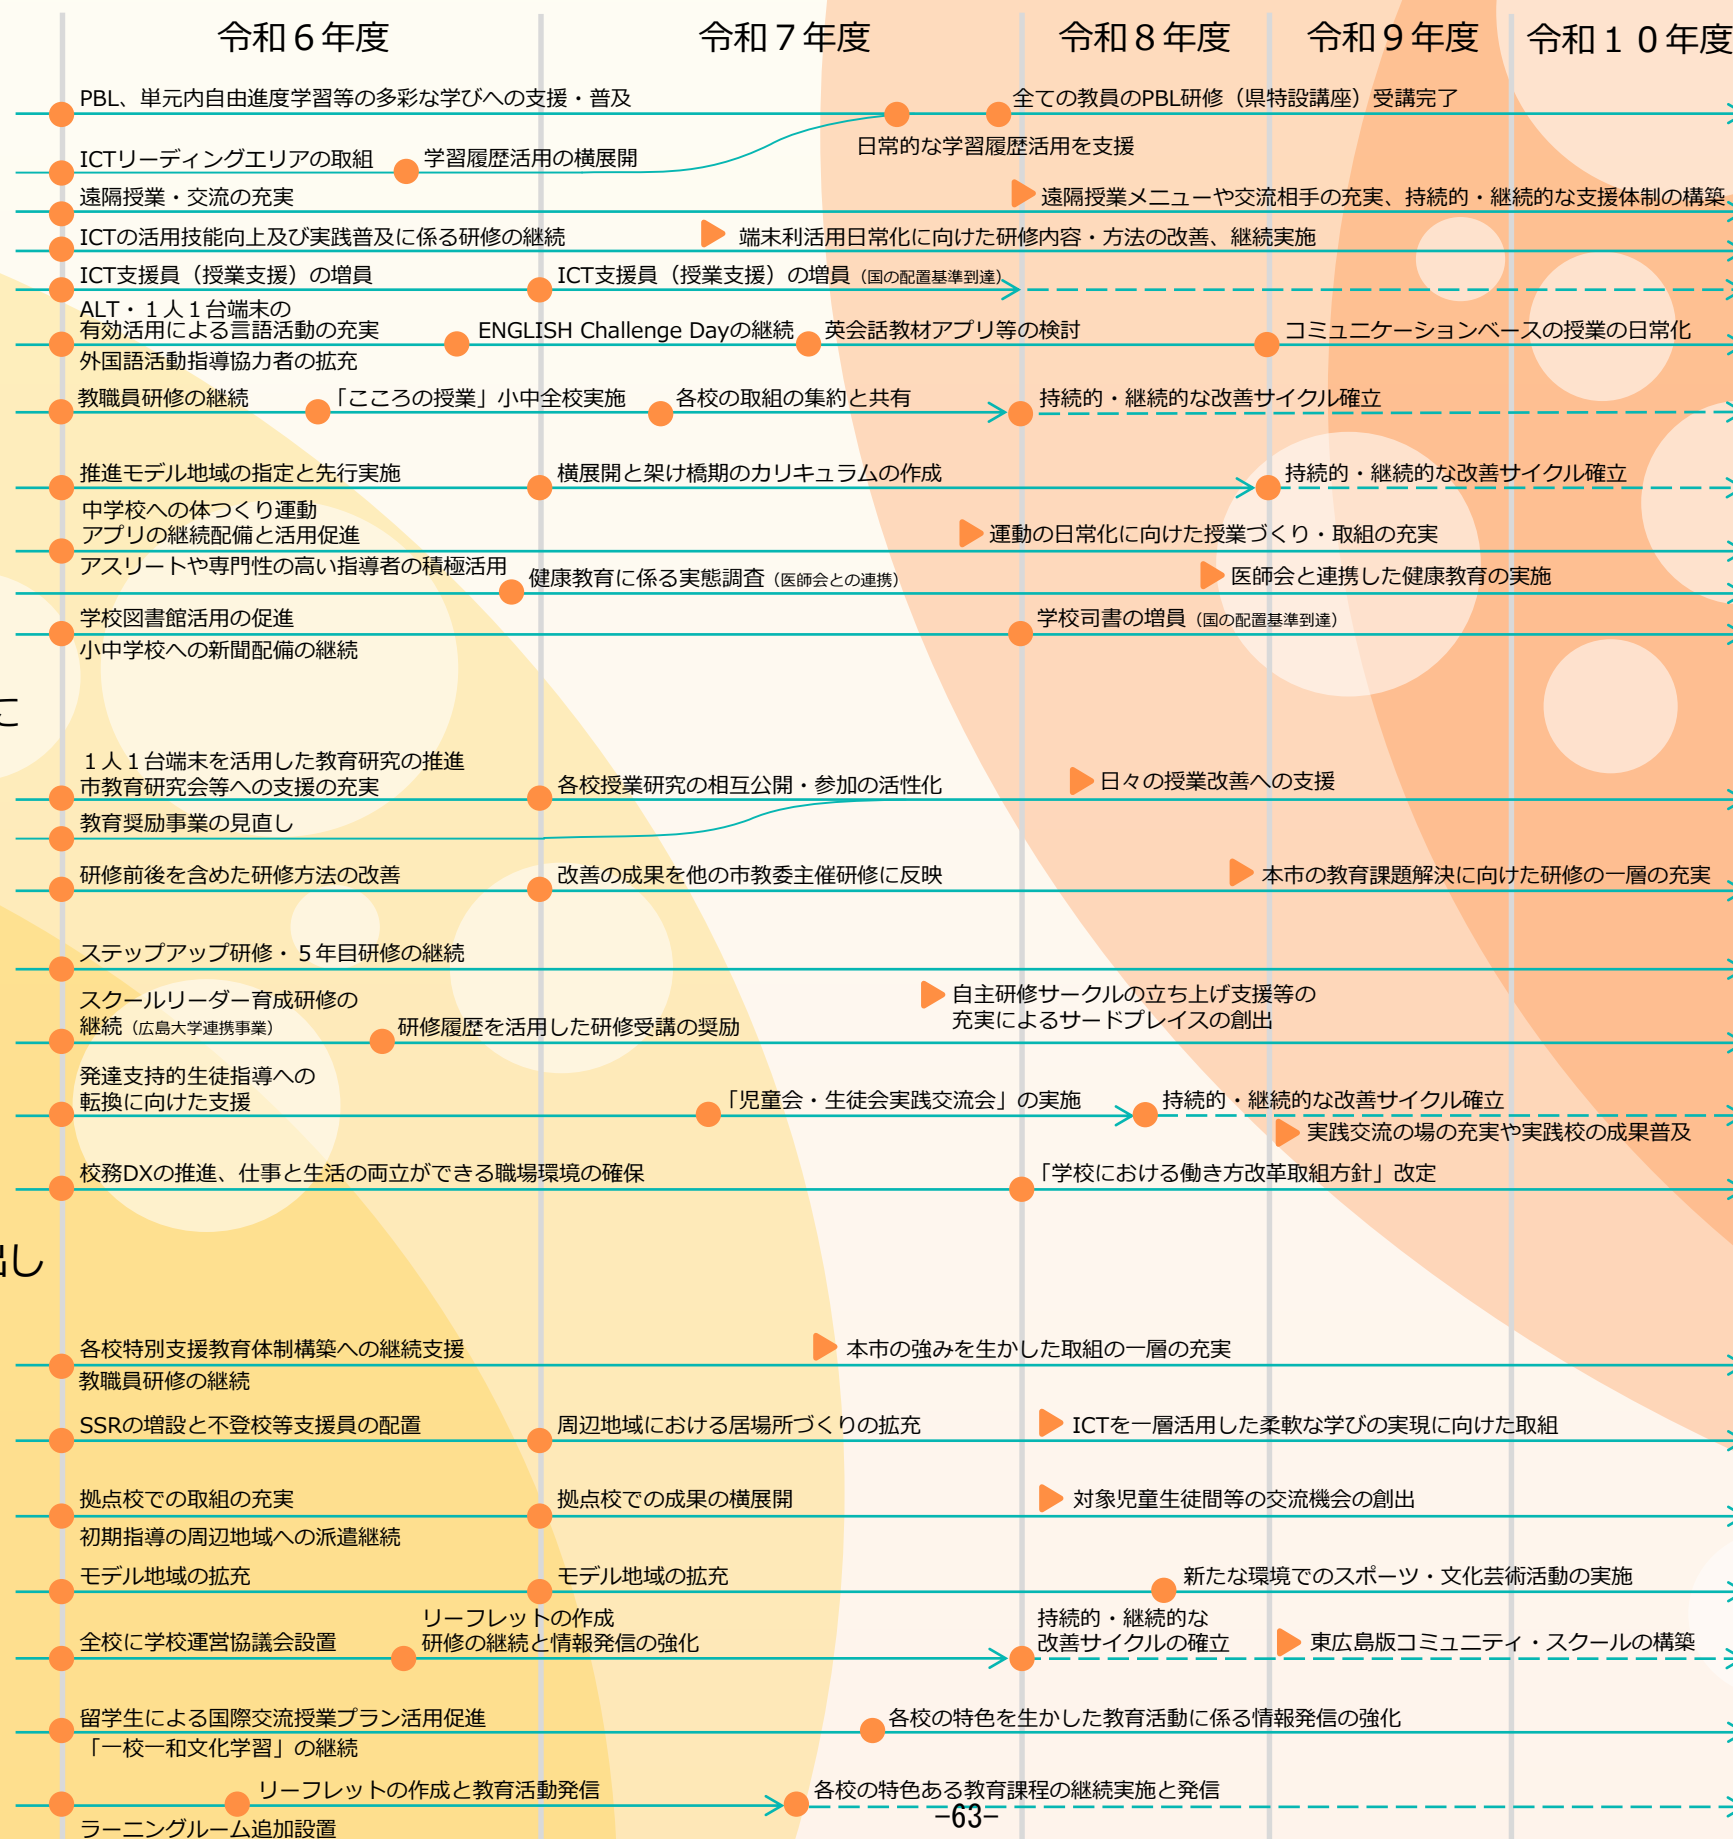 令和６年度
令和７年度
令和８年度
令和９年度
令和１０年度
PBL、単元内自由進度学習等の多彩な学びへの支援・普及
全ての教員のPBL研修（県特設講座）受講完了
日常的な学習履歴活用を支援
ICTリーディングエリアの取組
学習履歴活用の横展開
遠隔授業・交流の充実
遠隔授業メニューや交流相手の充実、持続的・継続的な支援体制の構築
ICTの活用技能向上及び実践普及に係る研修の継続
端末利活用日常化に向けた研修内容・方法の改善、継続実施
ICT支援員（授業支援）の増員
ICT支援員（授業支援）の増員（国の配置基準到達）
ALT・１人１台端末の
有効活用による言語活動の充実
ENGLISH Challenge Dayの継続
英会話教材アプリ等の検討
コミュニケーションベースの授業の日常化
外国語活動指導協力者の拡充
教職員研修の継続
「こころの授業」小中全校実施
各校の取組の集約と共有
持続的・継続的な改善サイクル確立
推進モデル地域の指定と先行実施
横展開と架け橋期のカリキュラムの作成
持続的・継続的な改善サイクル確立
中学校への体つくり運動
アプリの継続配備と活用促進
運動の日常化に向けた授業づくり・取組の充実
アスリートや専門性の高い指導者の積極活用
健康教育に係る実態調査（医師会との連携）
医師会と連携した健康教育の実施
学校図書館活用の促進
学校司書の増員（国の配置基準到達）
小中学校への新聞配備の継続
に
１人１台端末を活用した教育研究の推進
市教育研究会等への支援の充実
各校授業研究の相互公開・参加の活性化
日々の授業改善への支援
教育奨励事業の見直し
研修前後を含めた研修方法の改善
改善の成果を他の市教委主催研修に反映
本市の教育課題解決に向けた研修の一層の充実
ステップアップ研修・５年目研修の継続
スクールリーダー育成研修の
継続（広島大学連携事業）
研修履歴を活用した研修受講の奨励
自主研修サークルの立ち上げ支援等の
充実によるサードプレイスの創出
発達支持的生徒指導への
転換に向けた支援
「児童会・生徒会実践交流会」の実施
持続的・継続的な改善サイクル確立
実践交流の場の充実や実践校の成果普及
校務DXの推進、仕事と生活の両立ができる職場環境の確保
「学校における働き方改革取組方針」改定
出し
各校特別支援教育体制構築への継続支援
本市の強みを生かした取組の一層の充実
教職員研修の継続
SSRの増設と不登校等支援員の配置
周辺地域における居場所づくりの拡充
ICTを一層活用した柔軟な学びの実現に向けた取組
拠点校での取組の充実
拠点校での成果の横展開
対象児童生徒間等の交流機会の創出
初期指導の周辺地域への派遣継続
モデル地域の拡充
モデル地域の拡充
新たな環境でのスポーツ・文化芸術活動の実施
全校に学校運営協議会設置
リーフレットの作成
研修の継続と情報発信の強化
持続的・継続的な
改善サイクルの確立
東広島版コミュニティ・スクールの構築
留学生による国際交流授業プラン活用促進
各校の特色を生かした教育活動に係る情報発信の強化
「一校一和文化学習」の継続
リーフレットの作成と教育活動発信
各校の特色ある教育課程の継続実施と発信
ラーニングルーム追加設置
-63-